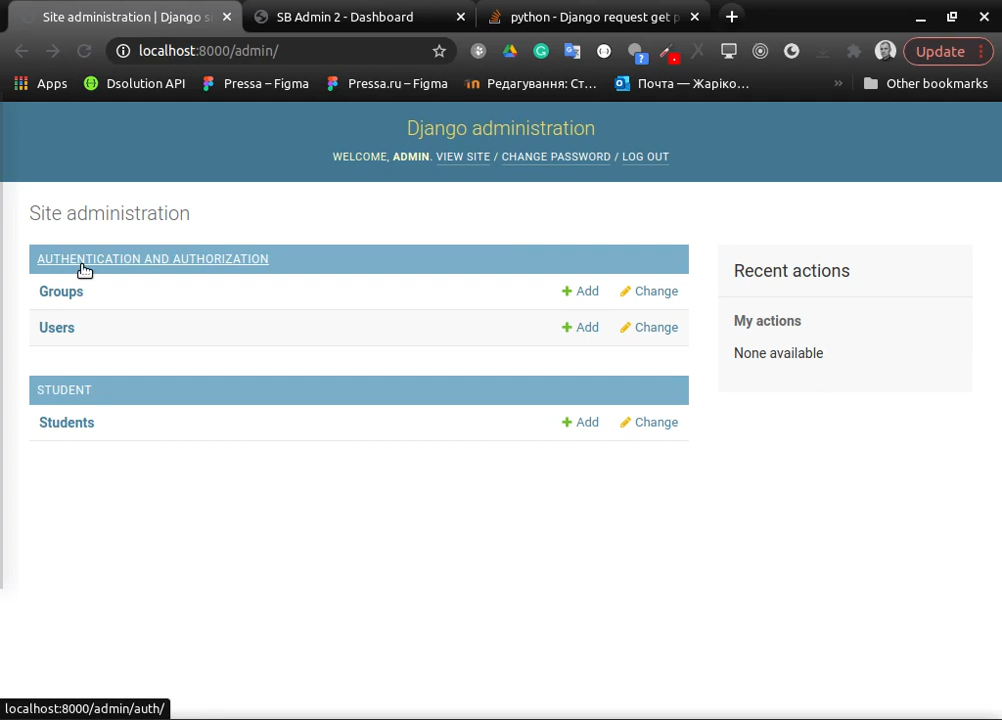 Site administration | Django s
SB Admin 2 - Dashboard
python - Django request get p
localhost:8000/admin/
Update
Apps
Dsolution API
Pressa – Figma
Pressa.ru – Figma
Редагування: Ст...
Почта — Жаріко...
»
Other bookmarks
Django administration
WELCOME, ADMIN. VIEW SITE / CHANGE PASSWORD / LOG OUT
Site administration
AUTHENTICATION AND AUTHORIZATION
Groups
Add
Change
Users
Add
Change
STUDENT
Students
Add
Change
Recent actions
My actions
None available
localhost:8000/admin/auth/